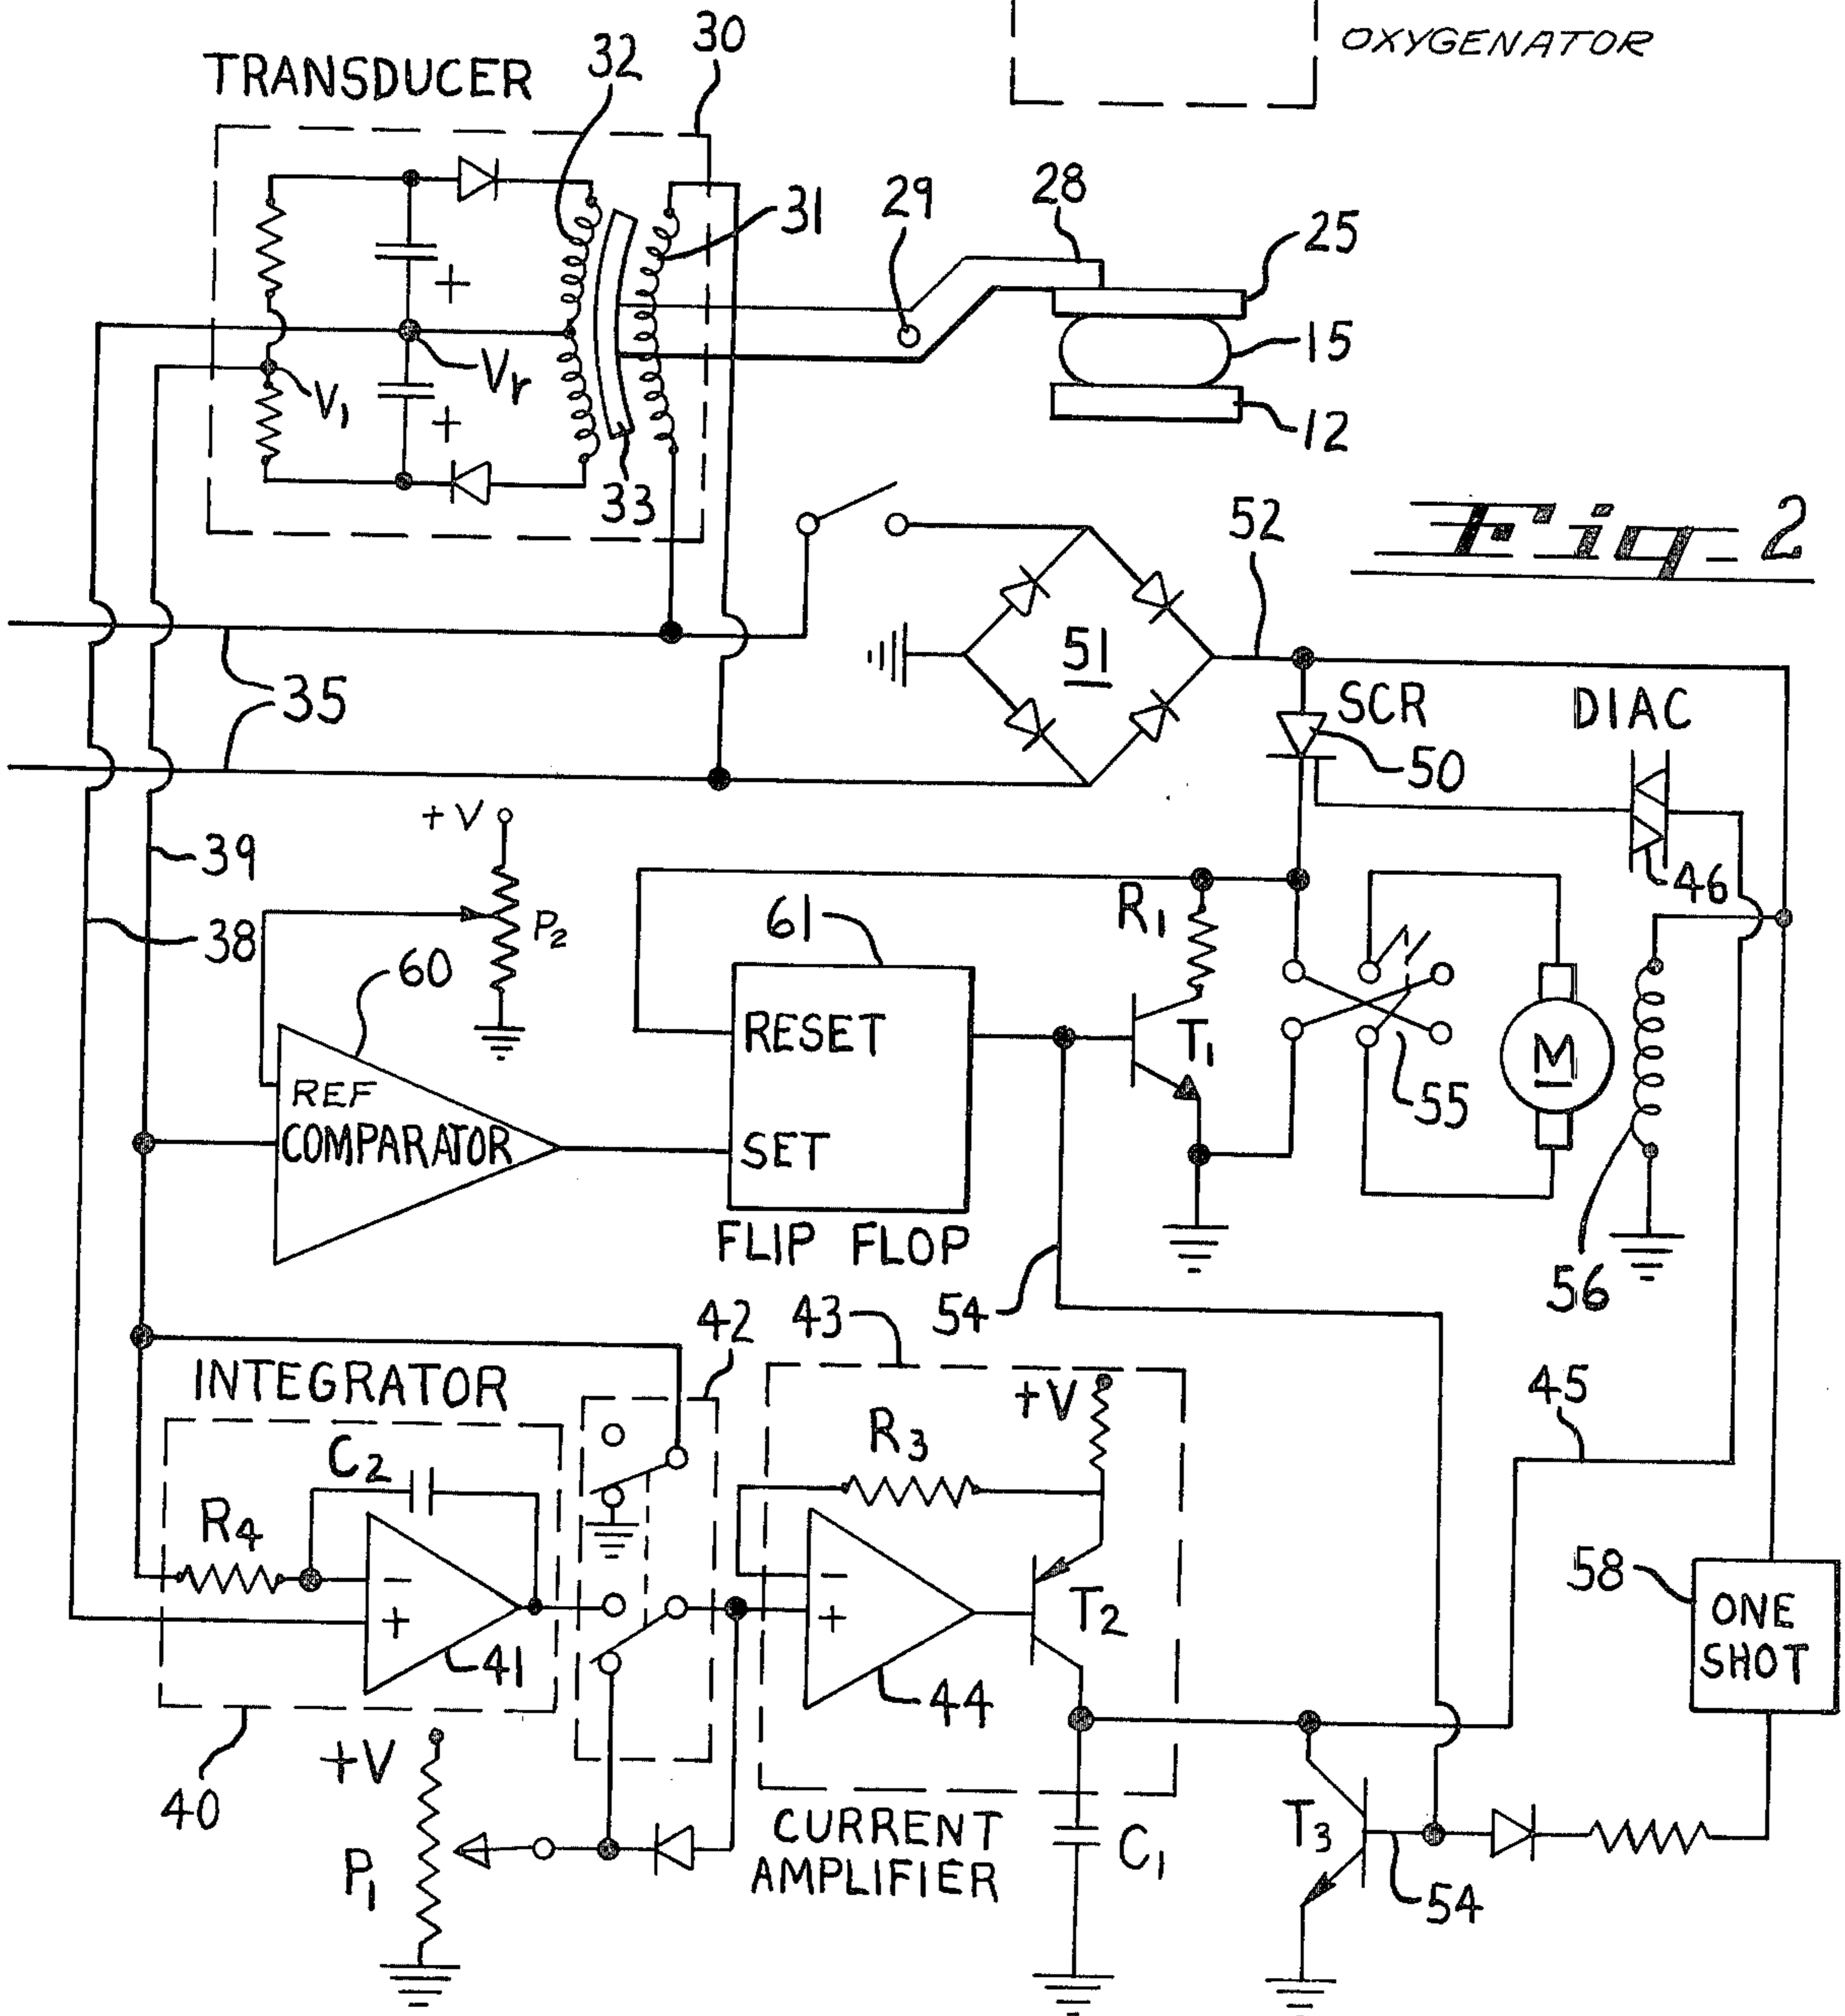 OXYGENATOR
TRANSDUCER
32
30
31
29
28
25
15
12
+
+
Vr
V1
33
Fig-2
52
51
35
SCR
DIAC
50
+V
39
P2
46
38
61
60
R1
RESET
T1
REF
COMPARATOR
SET
M
55
FLIP FLOP
56
54
43
42
INTEGRATOR
45
+V
R3
C2
R4
-
+
41
-
+
T2
58
ONE
SHOT
44
40
+V
P1
CURRENT
AMPLIFIER
C1
T3
54